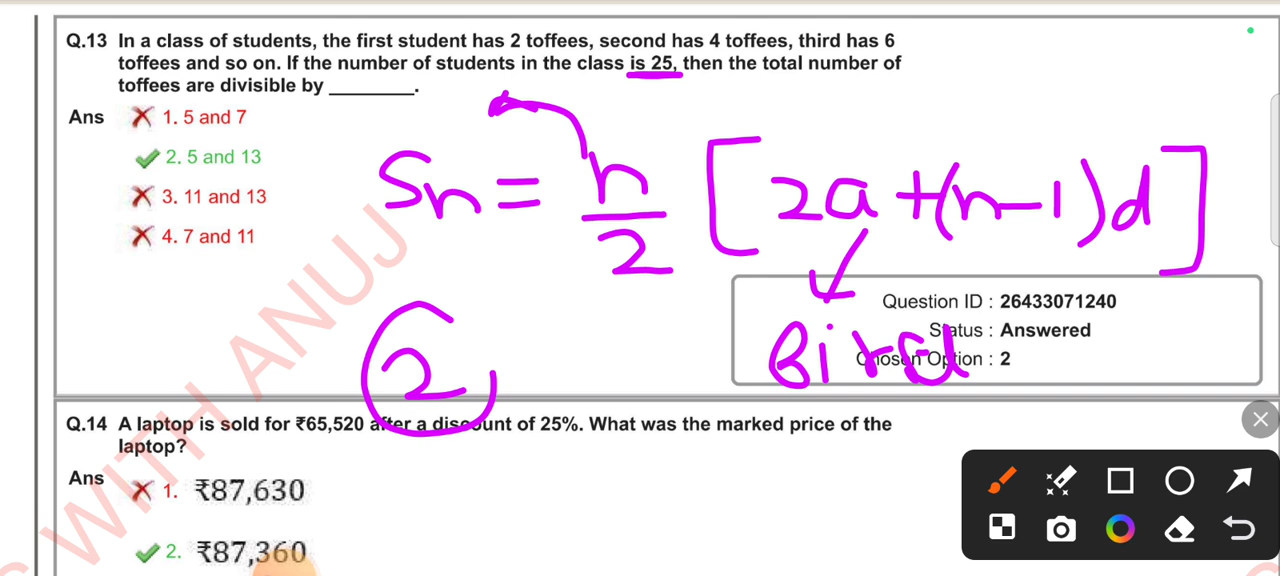 Q.13 In a class of students, the first student has 2 toffees, second has 4 toffees, third has 6
toffees and so on. If the number of students in the class is 25, then the total number of
toffees are divisible by ________.
Ans 1. 5 and 7
2. 5 and 13
3. 11 and 13
4. 7 and 11
Sn = n/2 [2a+(n-1)d]
2
Question ID : 26433071240
Status : Answered
Chosen Option : 2
Q.14 A laptop is sold for ₹65,520 after a discount of 25%. What was the marked price of the
laptop?
Ans 1. ₹87,630
2. ₹87,360
WITH ANUJ